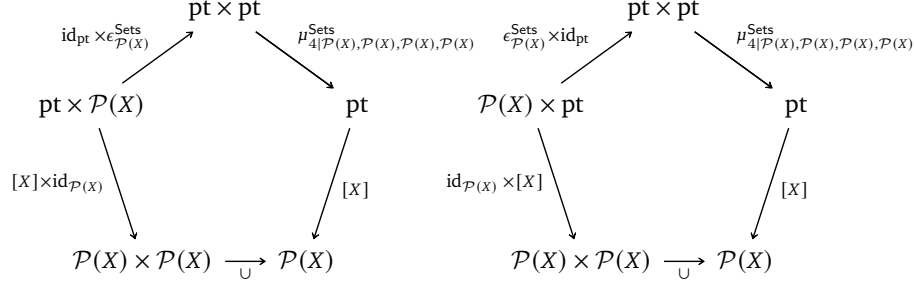 pt × pt pt × pt
id_pt × ϵ^Sets_𝒫(X) μ^Sets_4|𝒫(X),𝒫(X),𝒫(X),𝒫(X) ϵ^Sets_𝒫(X) × id_pt μ^Sets_4|𝒫(X),𝒫(X),𝒫(X),𝒫(X)
pt × 𝒫(X) pt 𝒫(X) × pt pt
[X]×id_𝒫(X) [X] id_𝒫(X) ×[X] [X]
𝒫(X) × 𝒫(X) ∪ 𝒫(X) 𝒫(X) × 𝒫(X) ∪ 𝒫(X)